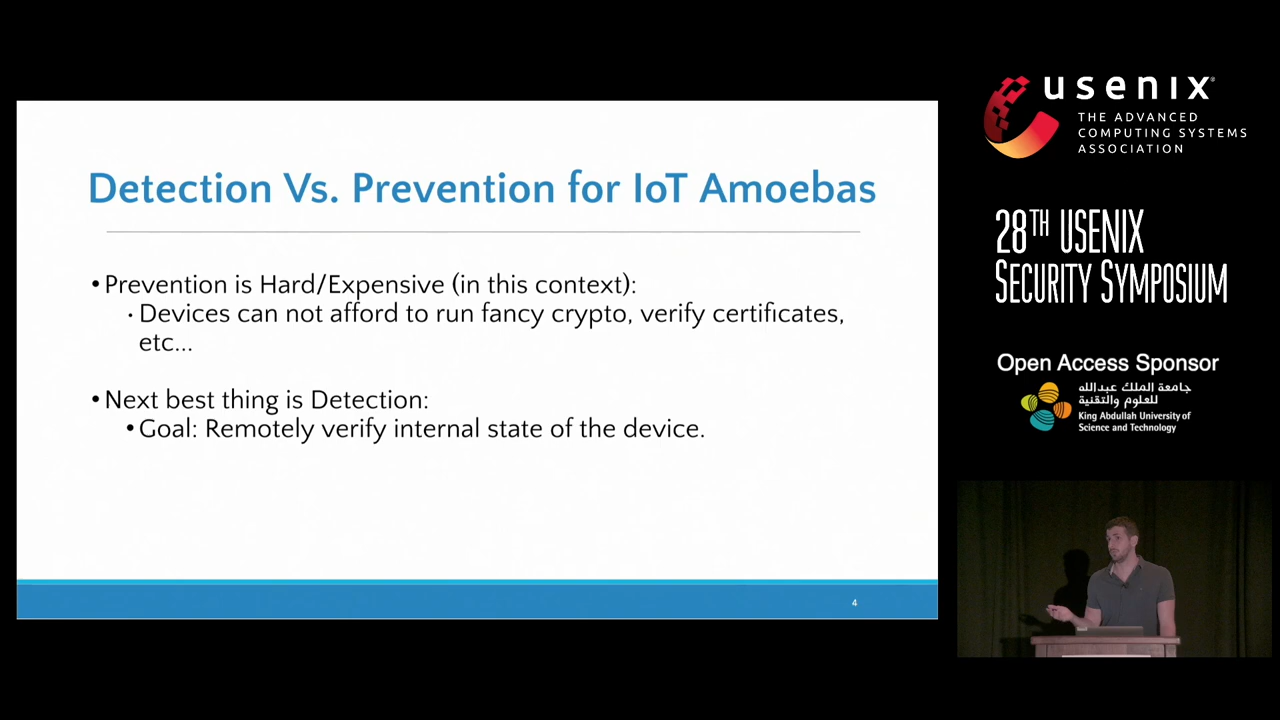 Detection Vs. Prevention for IoT Amoebas
•Prevention is Hard/Expensive (in this context):
•Devices can not afford to run fancy crypto, verify certificates,
etc...
•Next best thing is Detection:
•Goal: Remotely verify internal state of the device.
4
usenix
THE ADVANCED
COMPUTING SYSTEMS
ASSOCIATION
28TH USENIX
SECURITY SYMPOSIUM
Open Access Sponsor
جامعة الملك عبدالله
للعلوم والتقنية
King Abdullah University of
Science and Technology